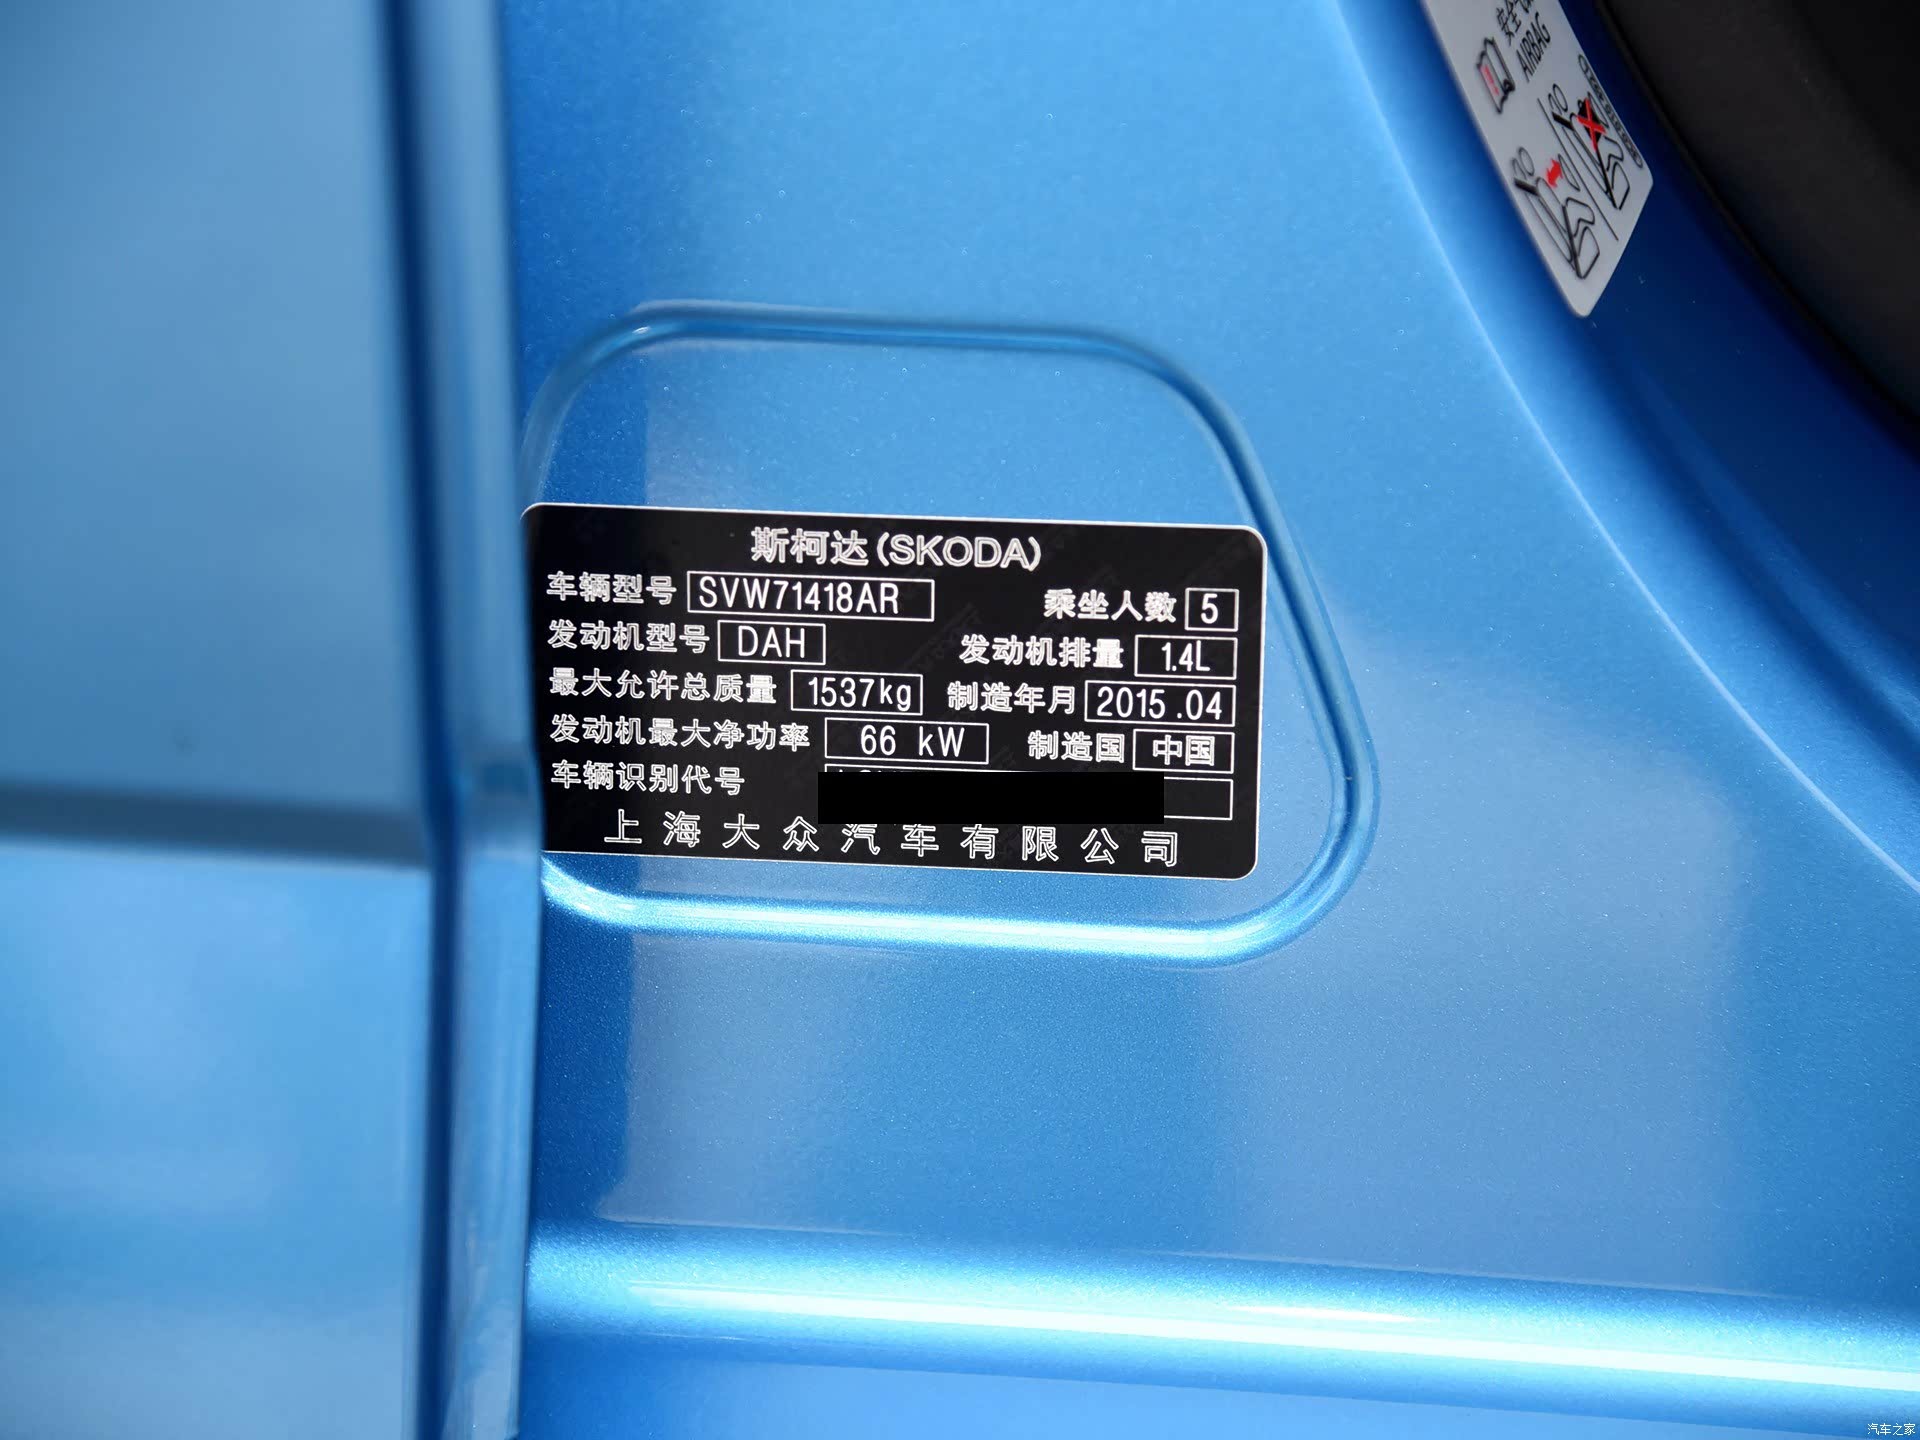 安全气囊
AIRBAG
斯柯达(SKODA)
车辆型号 SVW71418AR 乘坐人数 5
发动机型号 DAH 发动机排量 1.4L
最大允许总质量 1537kg 制造年月 2015.04
发动机最大净功率 66 kW 制造国 中国
车辆识别代号
上海大众汽车有限公司
汽车之家